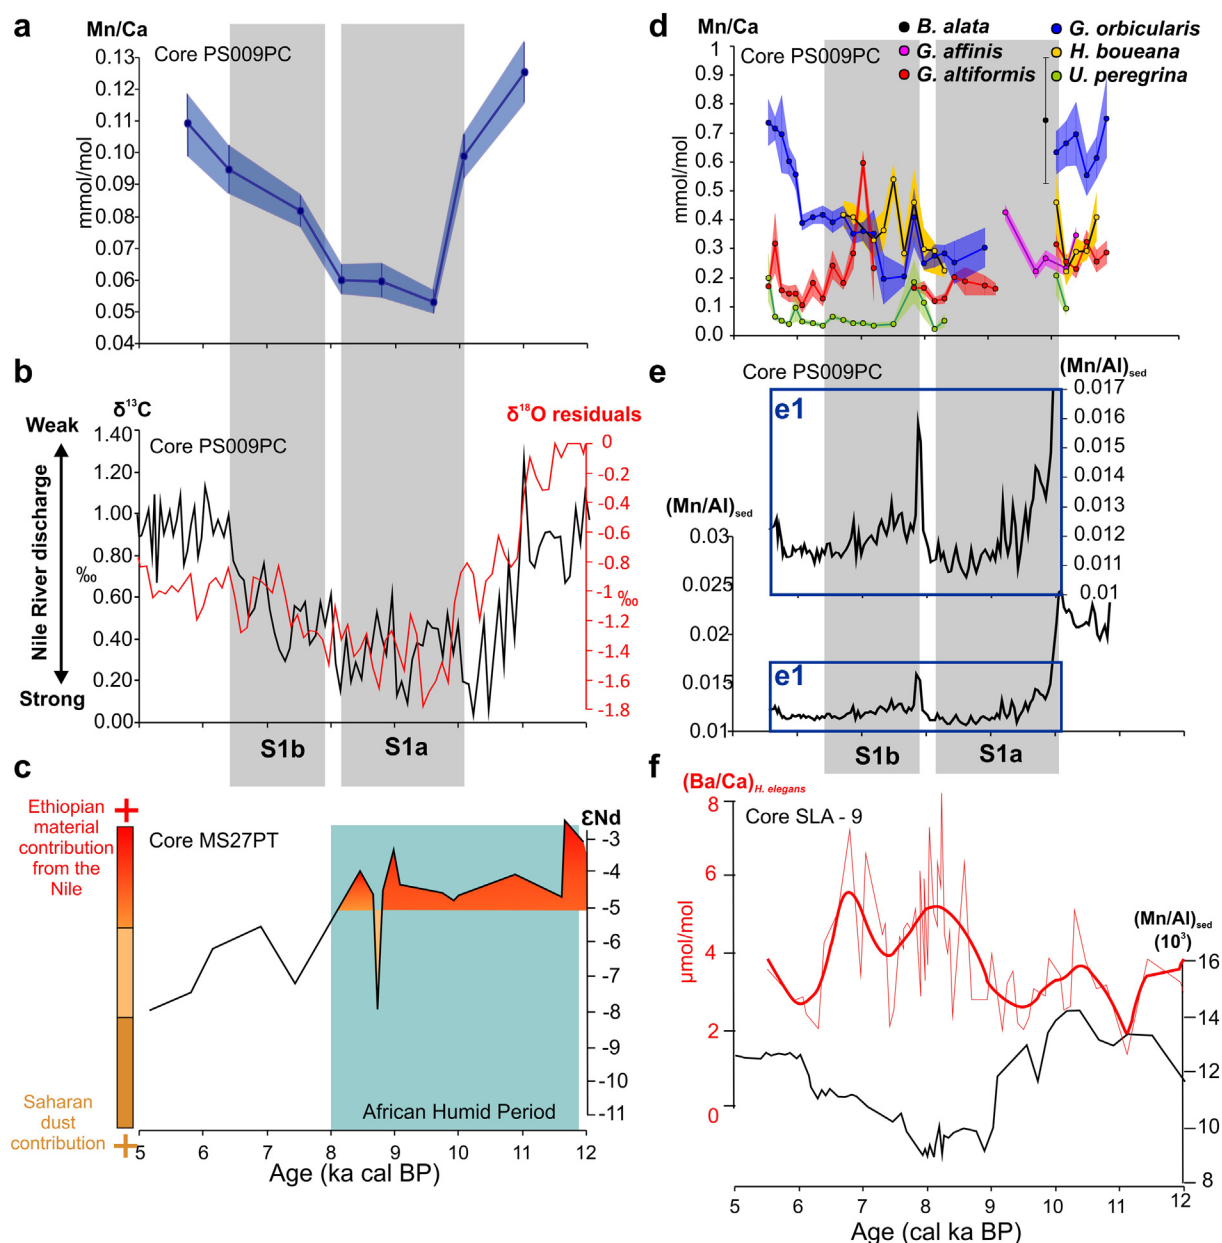 a
Mn/Ca
Core PS009PC
0.13
0.12
0.11
0.10
0.09
0.08
0.07
0.06
0.05
0.04
mmol/mol
b
δ¹³C
δ¹⁸O residuals
Core PS009PC
Weak
Nile River discharge
Strong
1.40
1.20
1.00
0.80
0.60
0.40
0.20
0.00
‰
0
-0.2
-0.4
-0.6
-0.8
-1
-1.2
-1.4
-1.6
-1.8
‰
S1b
S1a
c
Ethiopian
material
contribution
from the
Nile
+
Core MS27PT
εNd
-3
-4
-5
-6
-7
-8
-9
-10
-11
African Humid Period
Saharan
dust
contribution
+
5 6 7 8 9 10 11 12
Age (ka cal BP)
d
Mn/Ca
Core PS009PC
B. alata
G. affinis
G. altiformis
G. orbicularis
H. boueana
U. peregrina
1
0.9
0.8
0.7
0.6
0.5
0.4
0.3
0.2
0.1
0.0
mmol/mol
e
Core PS009PC
(Mn/Al)sed
e1
0.017
0.016
0.015
0.014
0.013
0.012
0.011
0.01
(Mn/Al)sed
0.03
0.025
0.02
0.015
0.01
e1
S1b
S1a
f
(Ba/Ca)H. elegans
Core SLA - 9
8
6
4
2
0
μmol/mol
(Mn/Al)sed
(10³)
16
14
12
10
8
5 6 7 8 9 10 11 12
Age (cal ka BP)